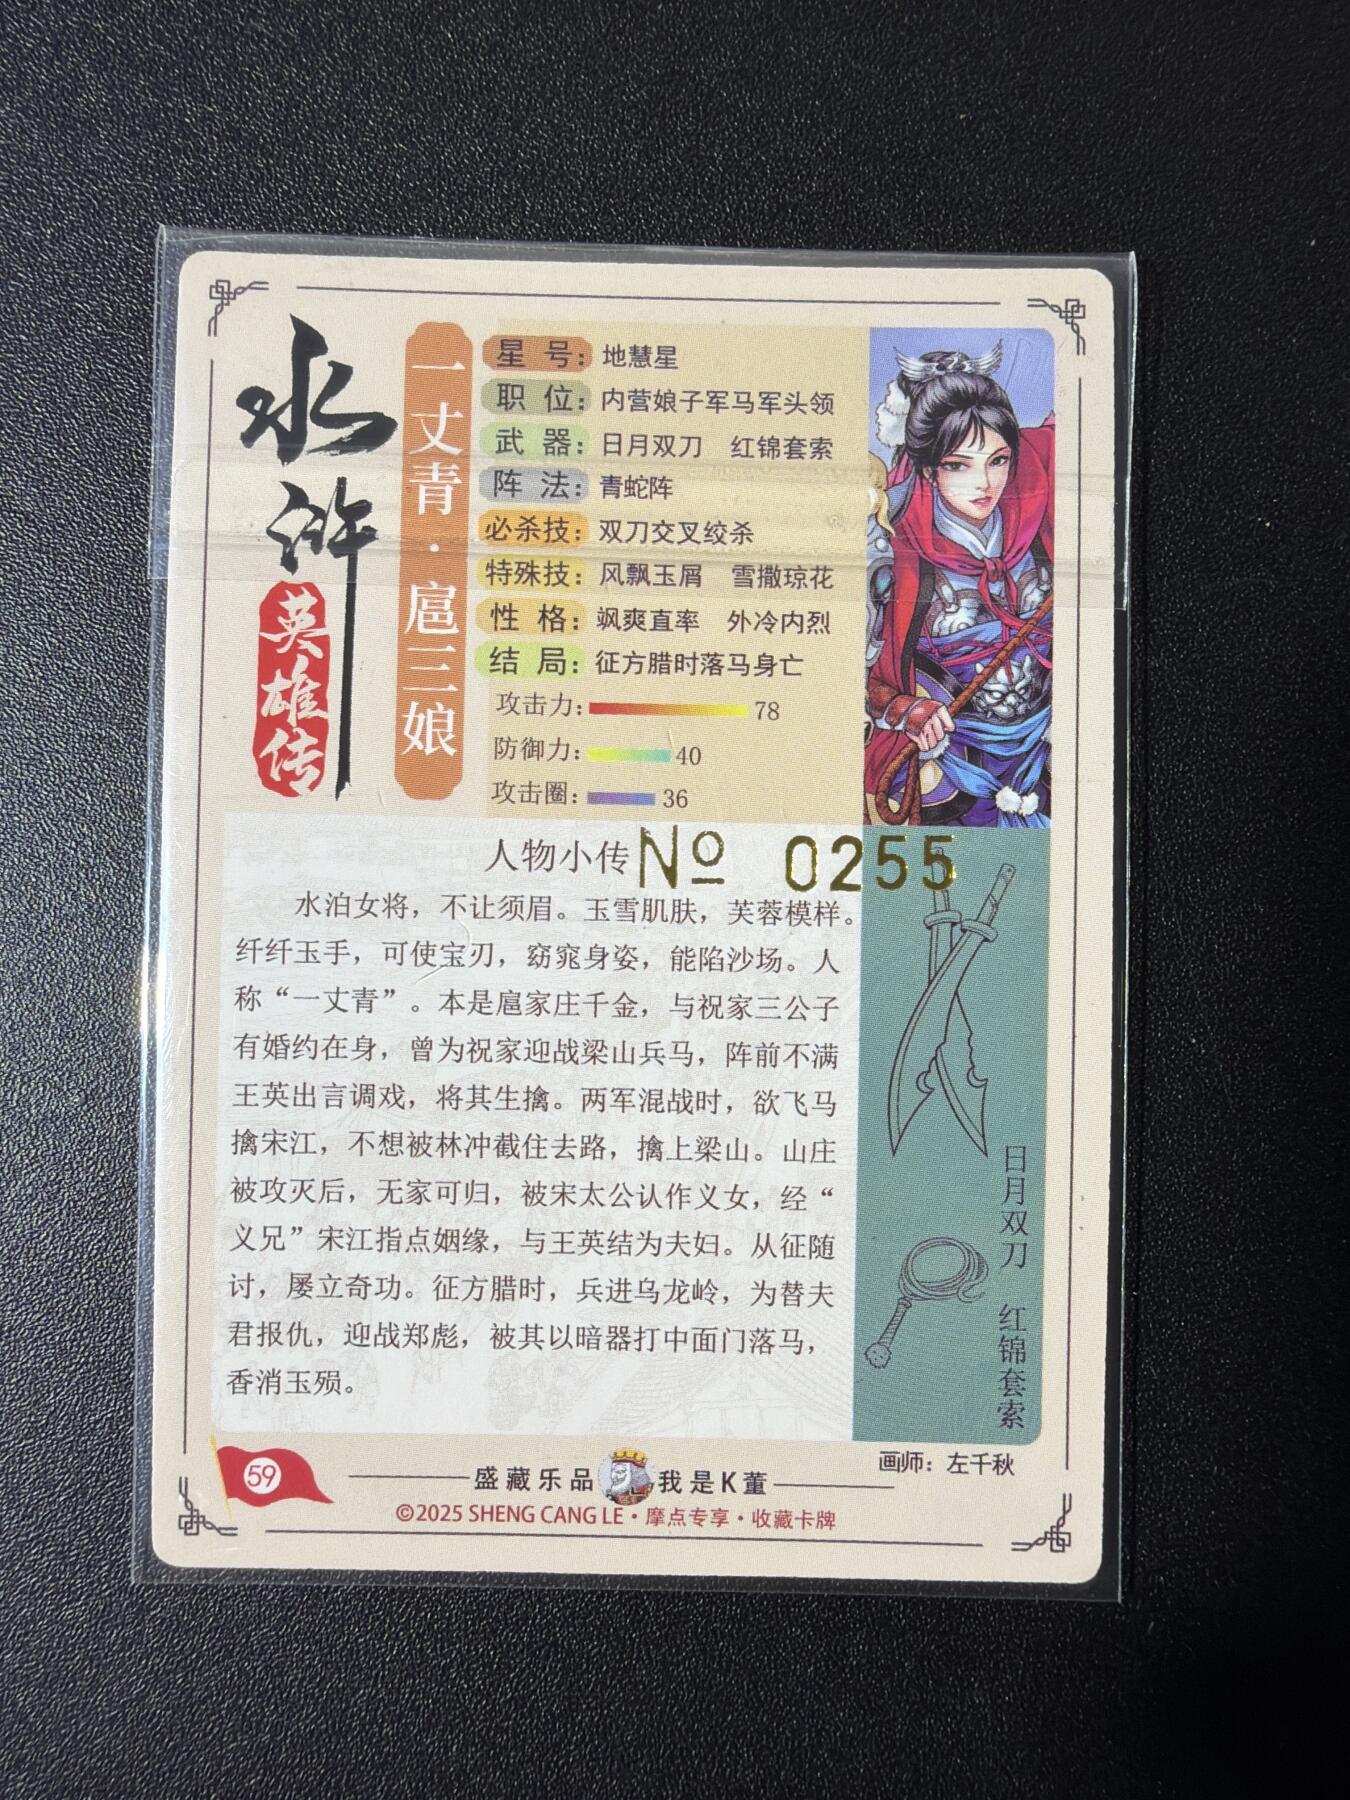 水浒
英雄传
一丈青·扈三娘
星号：地慧星
职位：内营娘子军马军头领
武器：日月双刀 红锦套索
阵法：青蛇阵
必杀技：双刀交叉绞杀
特殊技：风飘玉屑 雪撒琼花
性格：飒爽直率 外冷内烈
结局：征方腊时落马身亡
攻击力：78
防御力：40
攻击圈：36
人物小传
№ 0255
水泊女将，不让须眉。玉雪肌肤，芙蓉模样。
纤纤玉手，可使宝刃，窈窕身姿，能陷沙场。人
称“一丈青”。本是扈家庄千金，与祝家三公子
有婚约在身，曾为祝家迎战梁山兵马，阵前不满
王英出言调戏，将其生擒。两军混战时，欲飞马
擒宋江，不想被林冲截住去路，擒上梁山。山庄
被攻灭后，无家可归，被宋太公认作义女，经“
义兄”宋江指点姻缘，与王英结为夫妇。从征随
讨，屡立奇功。征方腊时，兵进乌龙岭，为替夫
君报仇，迎战郑彪，被其以暗器打中面门落马，
香消玉殒。
日月双刀 红锦套索
画师：左千秋
59
盛藏乐品 我是K董
©2025 SHENG CANG LE·摩点专享·收藏卡牌